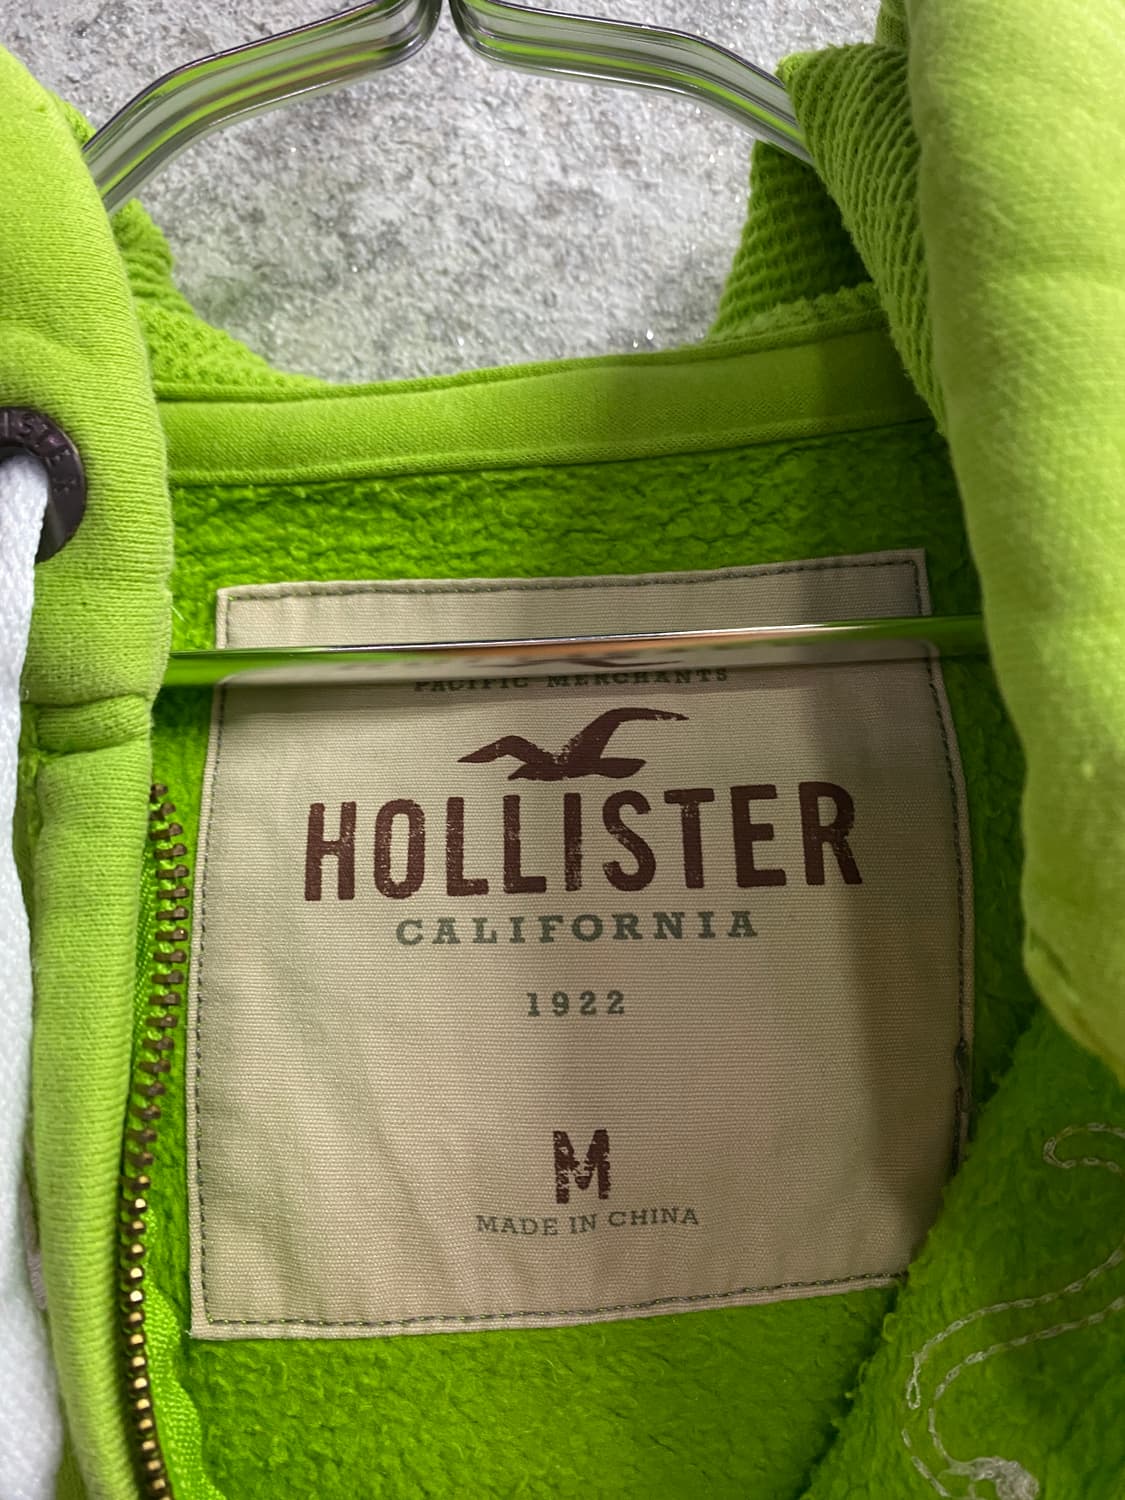 PACIFIC MERCHANTS
HOLLISTER
CALIFORNIA
1922
M
MADE IN CHINA